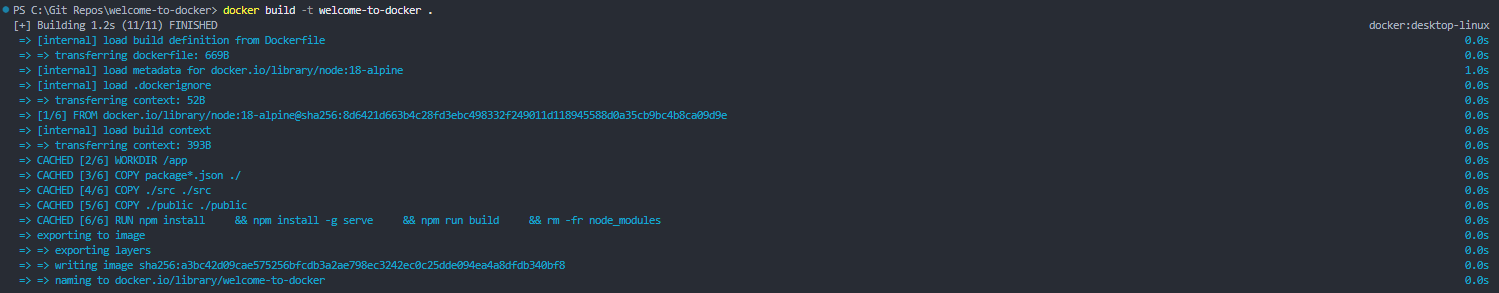 PS C:\Git Repos\welcome-to-docker> docker build -t welcome-to-docker .
[+] Building 1.2s (11/11) FINISHED docker:desktop-linux
=> [internal] load build definition from Dockerfile 0.0s
=> => transferring dockerfile: 669B 0.0s
=> [internal] load metadata for docker.io/library/node:18-alpine 1.0s
=> [internal] load .dockerignore 0.0s
=> => transferring context: 52B 0.0s
=> [1/6] FROM docker.io/library/node:18-alpine@sha256:8d6421d663b4c28fd3ebc498332f249011d118945588d0a35cb9bc4b8ca09d9e 0.0s
=> [internal] load build context 0.0s
=> => transferring context: 393B 0.0s
=> CACHED [2/6] WORKDIR /app 0.0s
=> CACHED [3/6] COPY package*.json ./ 0.0s
=> CACHED [4/6] COPY ./src ./src 0.0s
=> CACHED [5/6] COPY ./public ./public 0.0s
=> CACHED [6/6] RUN npm install && npm install -g serve && npm run build && rm -fr node_modules 0.0s
=> exporting to image 0.0s
=> => exporting layers 0.0s
=> => writing image sha256:a3bc42d09cae575256bfcdb3a2ae798ec3242ec0c25dde094ea4a8dfdb340bf8 0.0s
=> => naming to docker.io/library/welcome-to-docker 0.0s